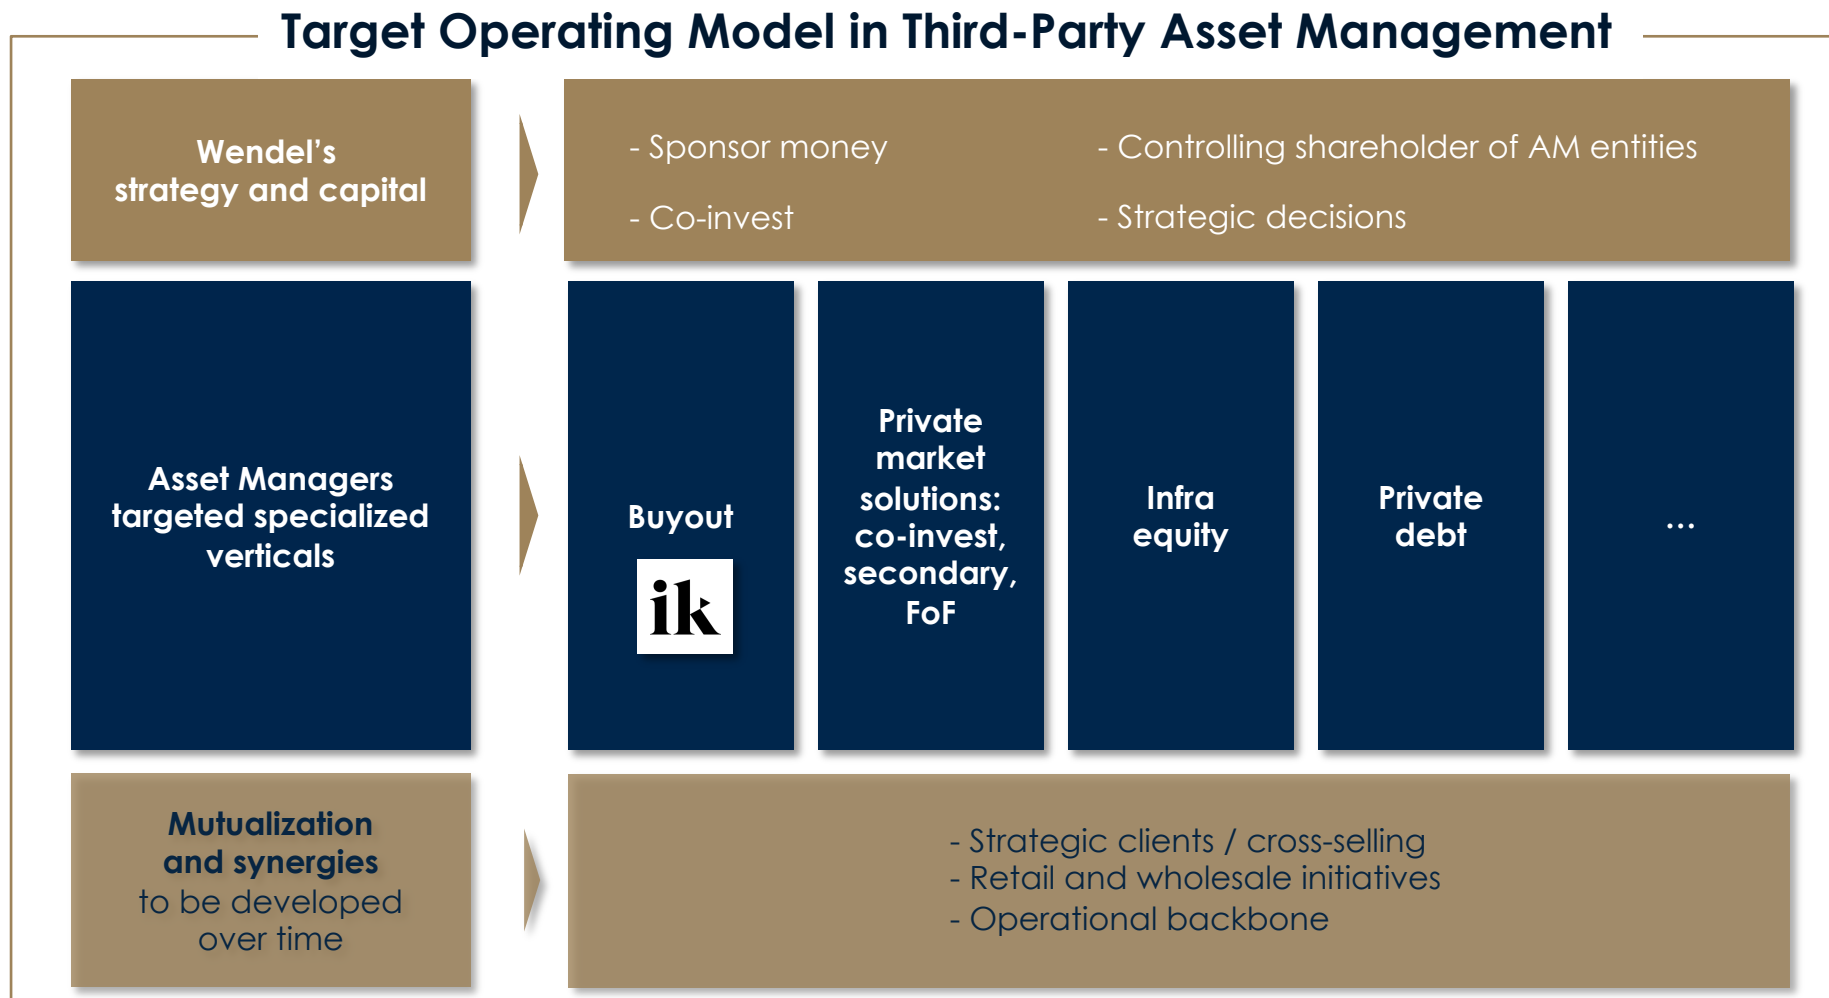 Target Operating Model in Third-Party Asset Management
Wendel's
strategy and capital
- Sponsor money
- Co-invest
- Controlling shareholder of AM entities
- Strategic decisions
Asset Managers
targeted specialized
verticals
Buyout
ik
Private
market
solutions:
co-invest,
secondary,
FoF
Infra
equity
Private
debt
...
Mutualization
and synergies
to be developed
over time
- Strategic clients / cross-selling
- Retail and wholesale initiatives
- Operational backbone